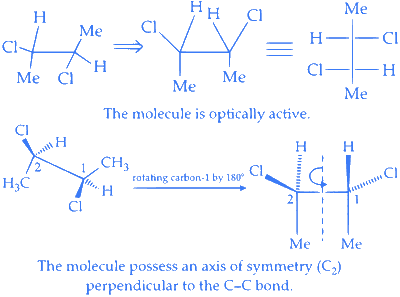 H Me
Cl
Me Cl H
Cl H H Cl
Me Me
Me
H Cl
Cl H
Me
The molecule is optically active.
Cl
H
2 1 CH₃
H₃C H
Cl
rotating carbon-1 by 180°
H H
Cl Cl
2 1
Me Me
The molecule possess an axis of symmetry (C₂)
perpendicular to the C–C bond.